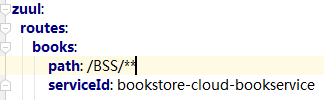 zuul:
routes:
books:
path: /BSS/**
serviceId: bookstore-cloud-bookservice